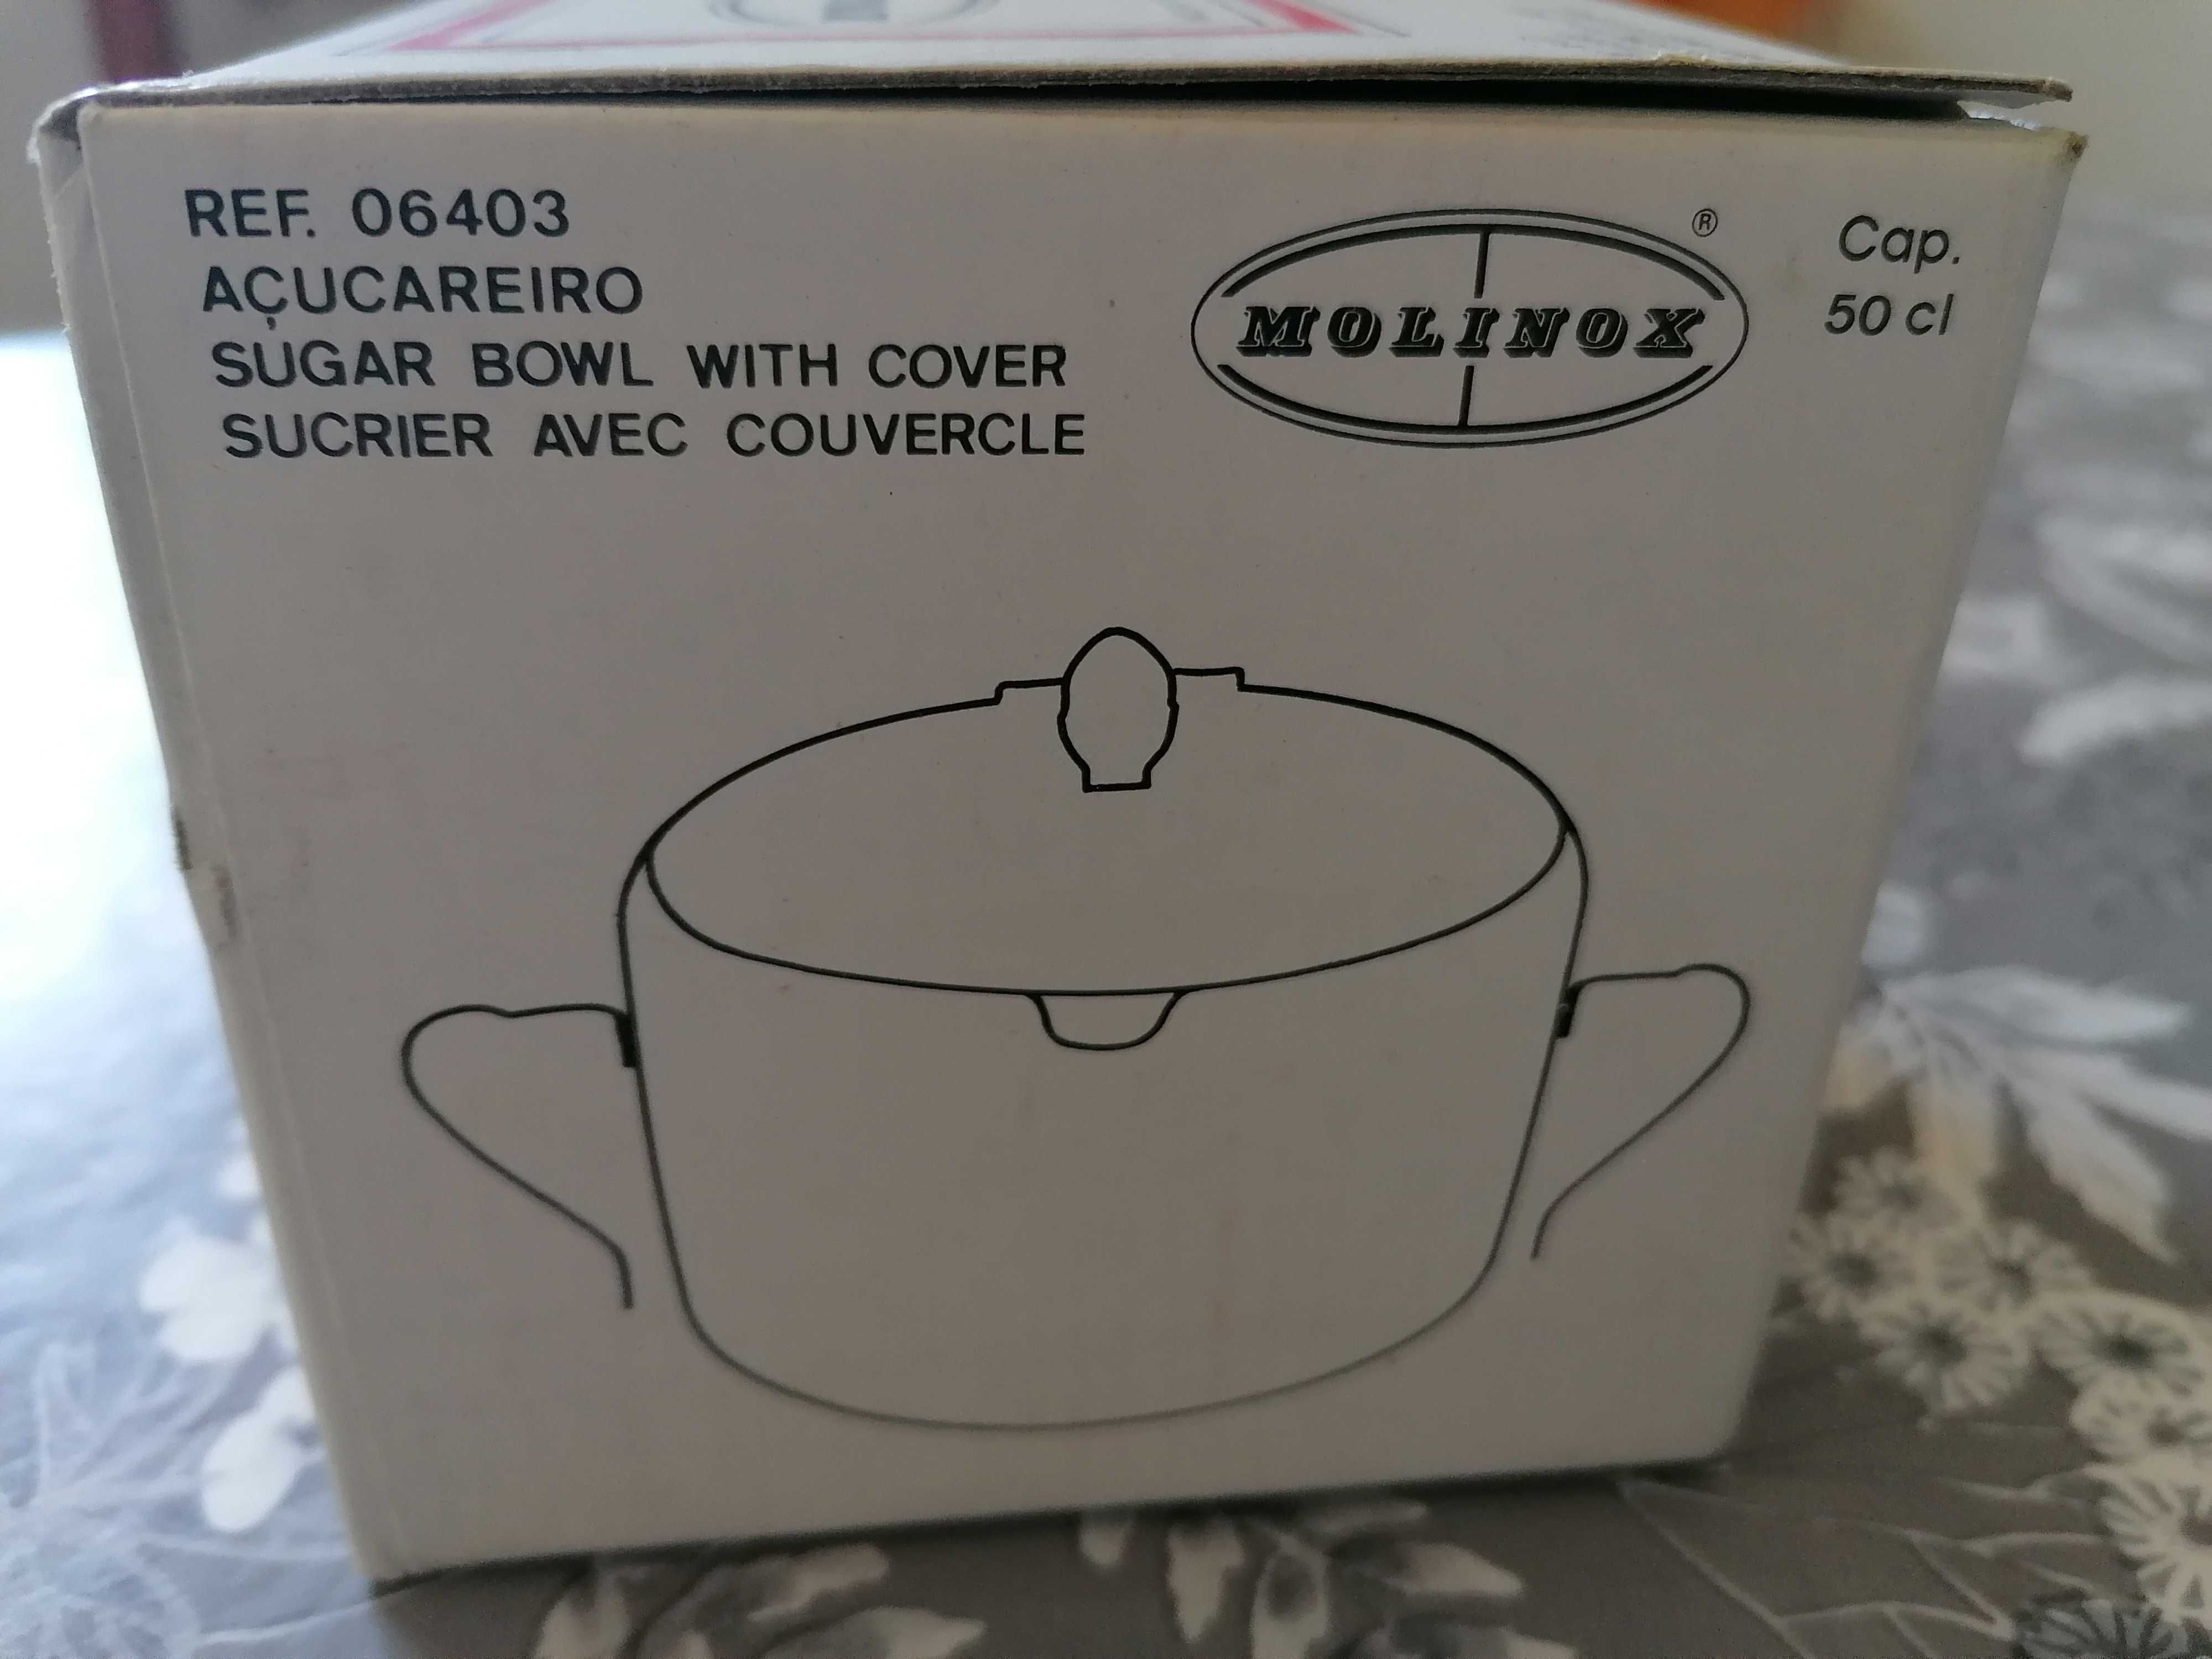 REF. 06403
AÇUCAREIRO
SUGAR BOWL WITH COVER
SUCRIER AVEC COUVERCLE
MOLINOX ®
Cap.
50 cl